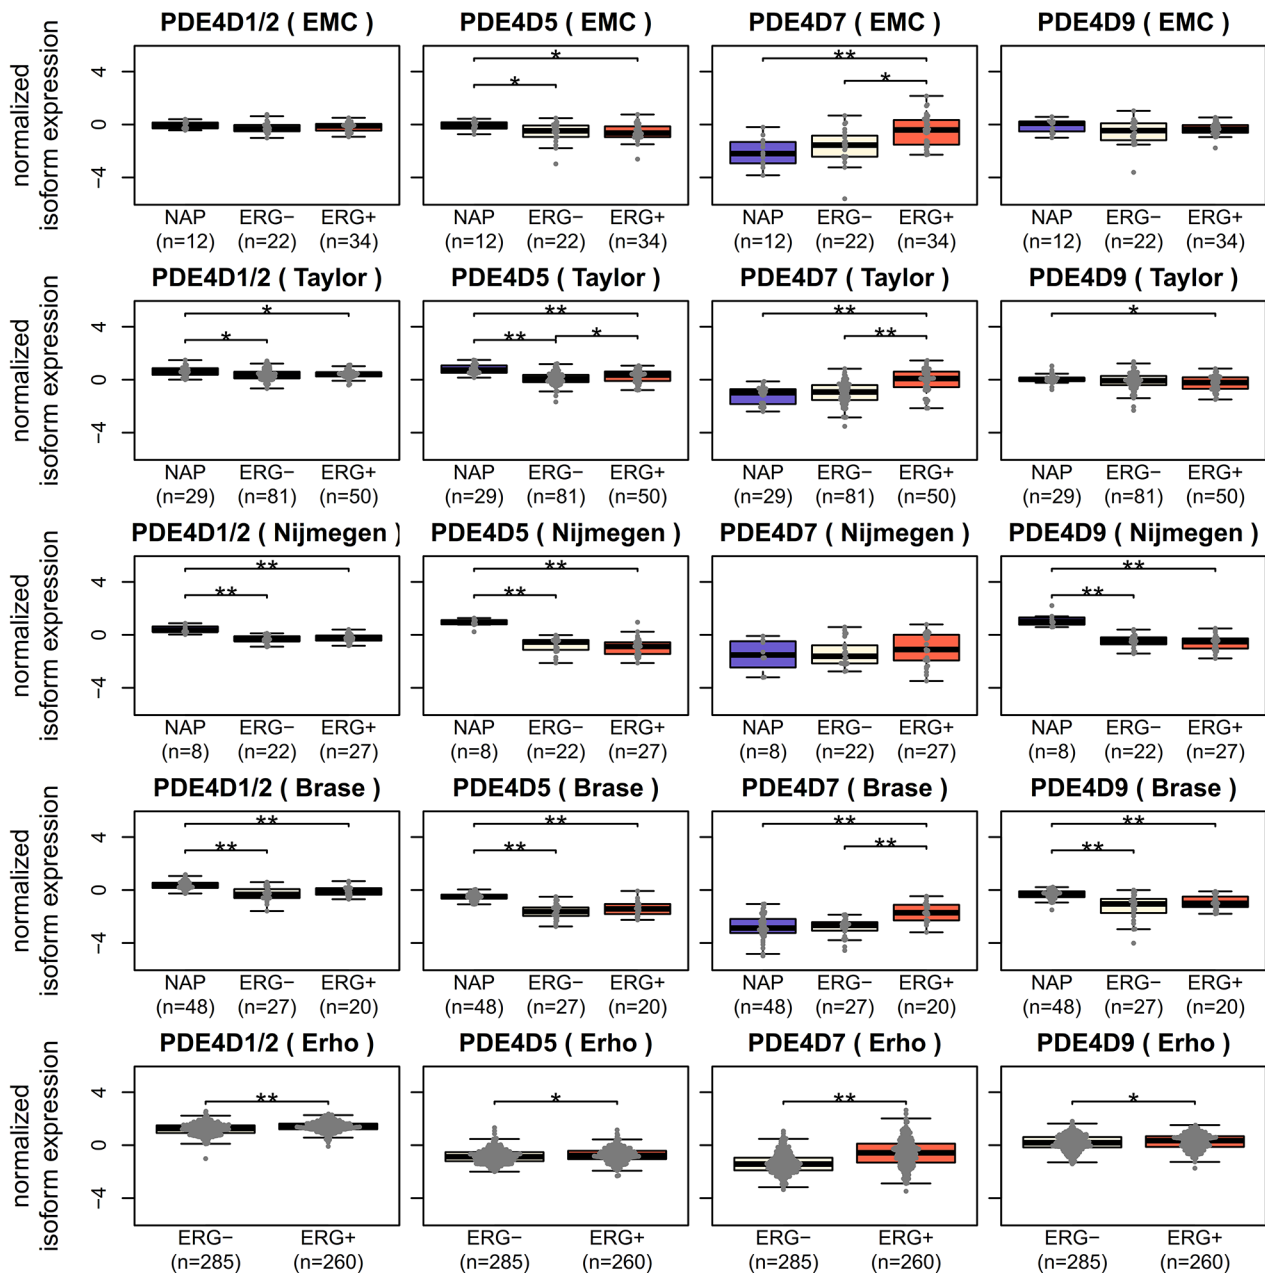 PDE4D1/2 ( EMC ) PDE4D5 ( EMC ) PDE4D7 ( EMC ) PDE4D9 ( EMC )
normalized
isoform expression
4
0
−4
** * * *
NAP ERG− ERG+ NAP ERG− ERG+ NAP ERG− ERG+ NAP ERG− ERG+
(n=12) (n=22) (n=34) (n=12) (n=22) (n=34) (n=12) (n=22) (n=34) (n=12) (n=22) (n=34)
PDE4D1/2 ( Taylor ) PDE4D5 ( Taylor ) PDE4D7 ( Taylor ) PDE4D9 ( Taylor )
normalized
isoform expression
4
0
−4
* ** ** *
* ** * **
NAP ERG− ERG+ NAP ERG− ERG+ NAP ERG− ERG+ NAP ERG− ERG+
(n=29) (n=81) (n=50) (n=29) (n=81) (n=50) (n=29) (n=81) (n=50) (n=29) (n=81) (n=50)
PDE4D1/2 ( Nijmegen ) PDE4D5 ( Nijmegen ) PDE4D7 ( Nijmegen ) PDE4D9 ( Nijmegen )
normalized
isoform expression
4
0
−4
** ** **
** ** **
NAP ERG− ERG+ NAP ERG− ERG+ NAP ERG− ERG+ NAP ERG− ERG+
(n=8) (n=22) (n=27) (n=8) (n=22) (n=27) (n=8) (n=22) (n=27) (n=8) (n=22) (n=27)
PDE4D1/2 ( Brase ) PDE4D5 ( Brase ) PDE4D7 ( Brase ) PDE4D9 ( Brase )
normalized
isoform expression
4
0
−4
** ** ** **
** ** ** **
NAP ERG− ERG+ NAP ERG− ERG+ NAP ERG− ERG+ NAP ERG− ERG+
(n=48) (n=27) (n=20) (n=48) (n=27) (n=20) (n=48) (n=27) (n=20) (n=48) (n=27) (n=20)
PDE4D1/2 ( Erho ) PDE4D5 ( Erho ) PDE4D7 ( Erho ) PDE4D9 ( Erho )
normalized
isoform expression
4
0
−4
** * ** *
ERG− ERG+ ERG− ERG+ ERG− ERG+ ERG− ERG+
(n=285) (n=260) (n=285) (n=260) (n=285) (n=260) (n=285) (n=260)